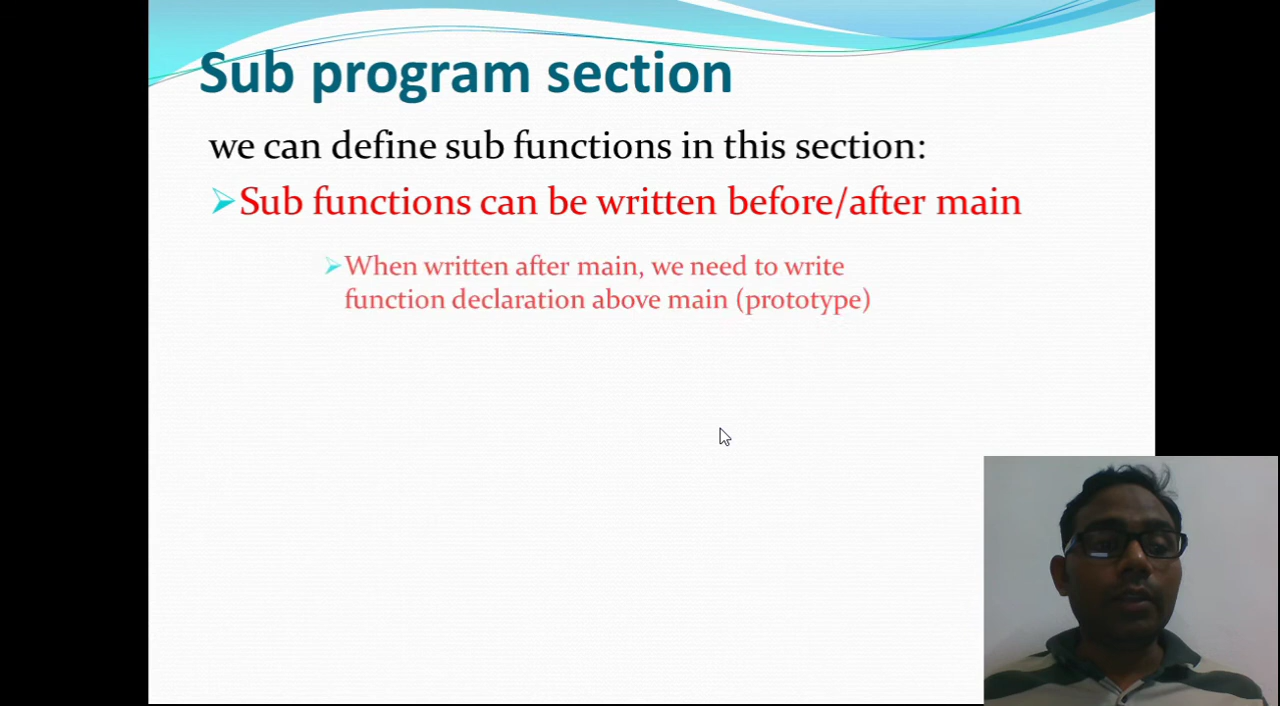 Sub program section
we can define sub functions in this section:
Sub functions can be written before/after main
When written after main, we need to write
function declaration above main (prototype)